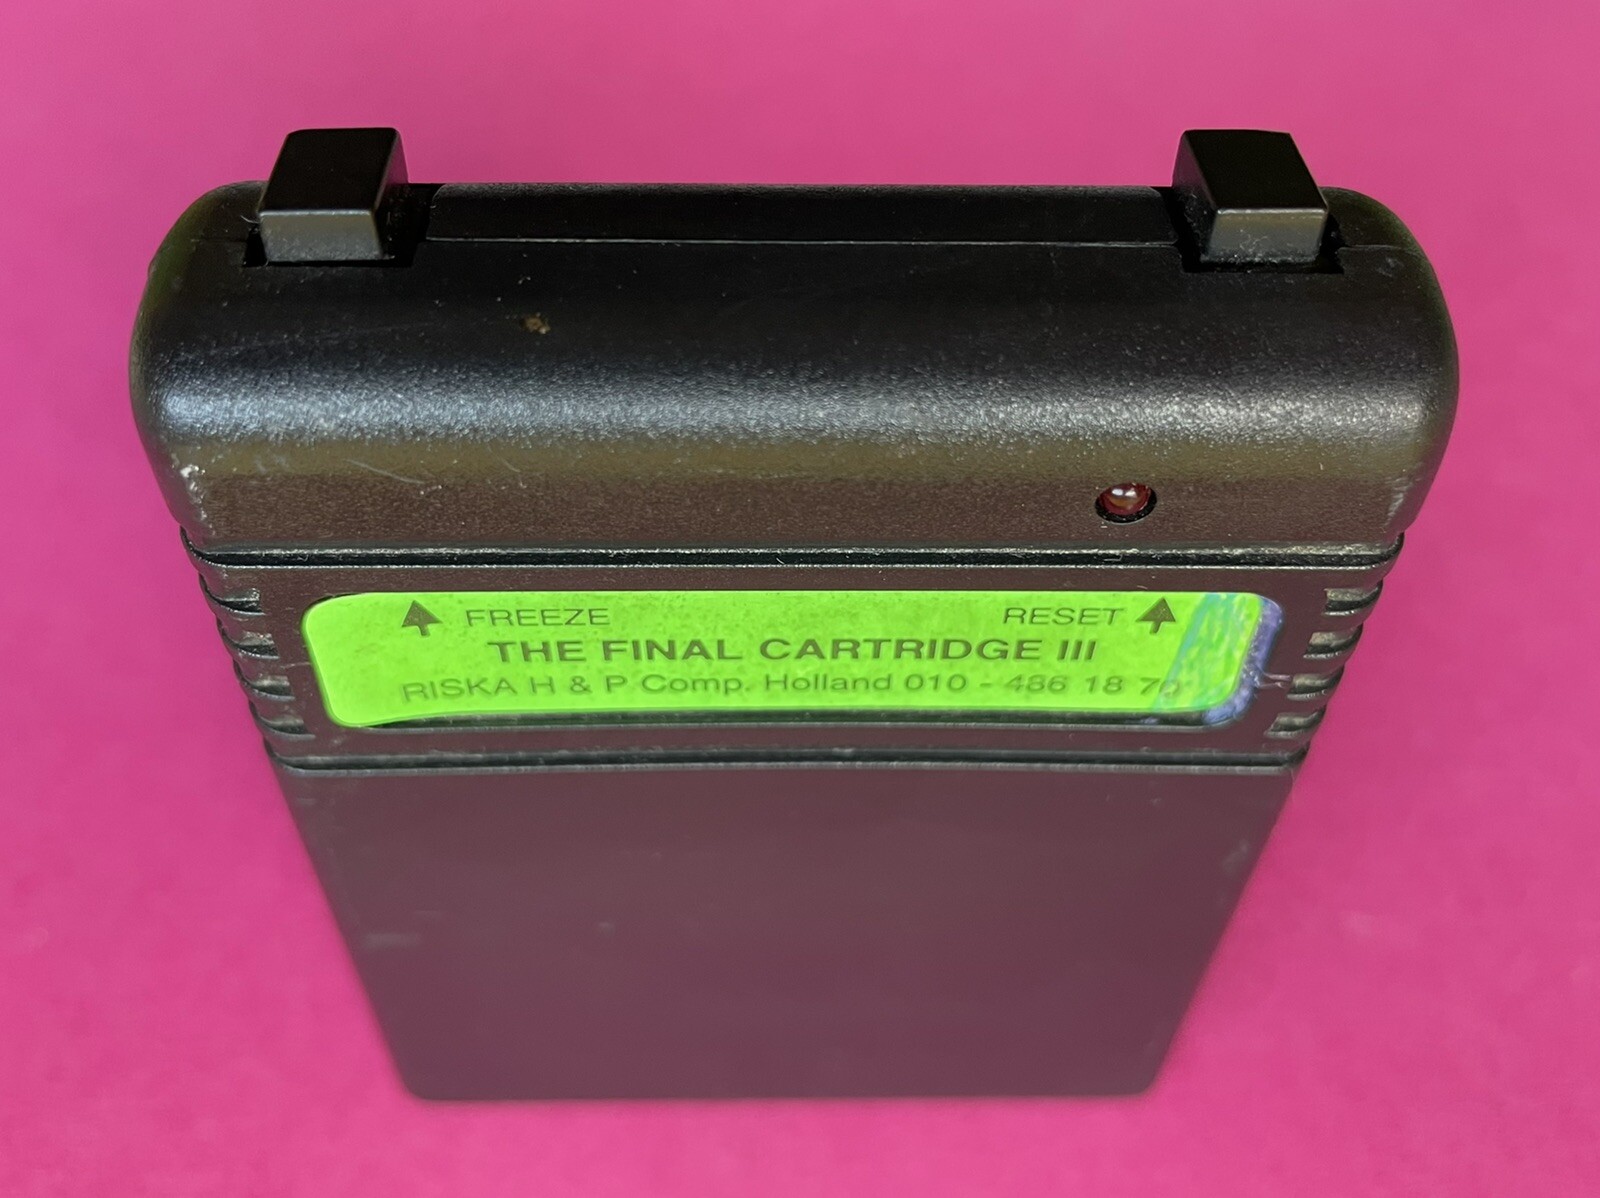 FREEZE RESET
THE FINAL CARTRIDGE III
RISKA H & P Comp. Holland 010 - 486 18 70